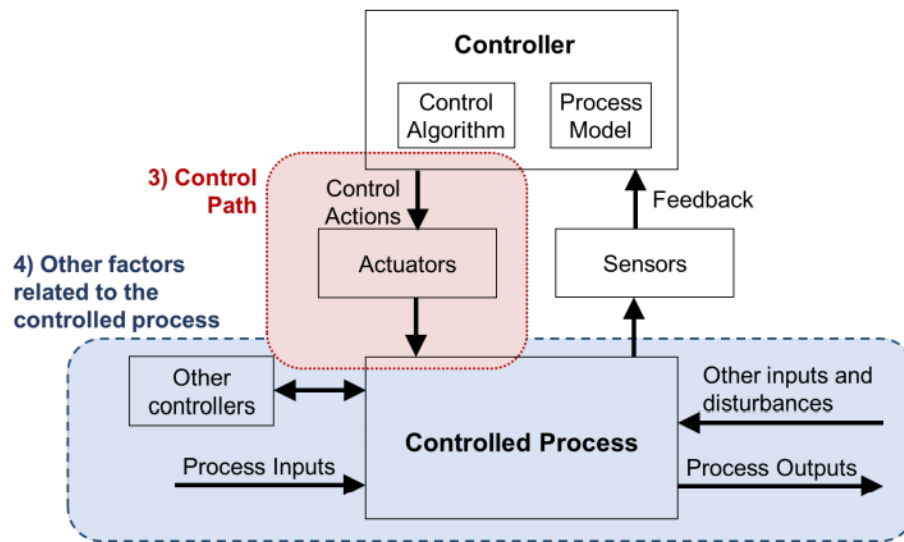 Controller
Control
Algorithm
Process
Model
3) Control
Path
Control
Actions
Feedback
Actuators
Sensors
4) Other factors
related to the
controlled process
Other
controllers
Controlled Process
Other inputs and
disturbances
Process Inputs
Process Outputs